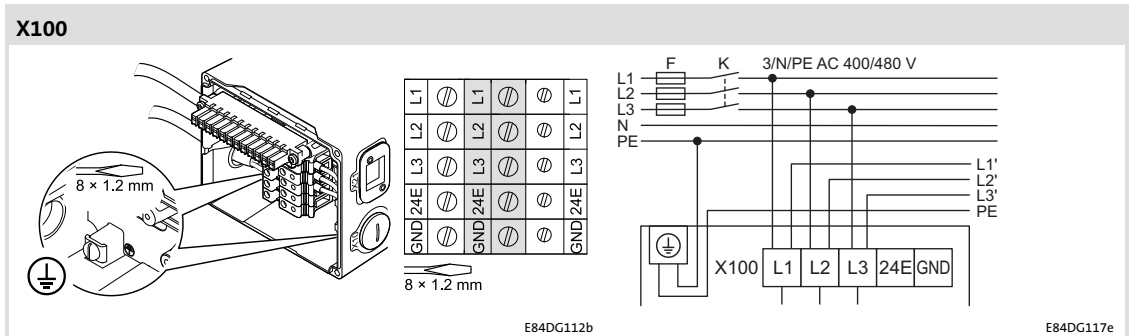 X100
8 × 1.2 mm
X2
X1
L1 L1 L1
L2 L2 L2
L3 L3 L3
24E 24E 24E
GND GND GND
8 × 1.2 mm
E84DG112b
F K 3/N/PE AC 400/480 V
L1
L2
L3
N
PE
L1'
L2'
L3'
PE
X100 L1 L2 L3 24E GND
E84DG117e